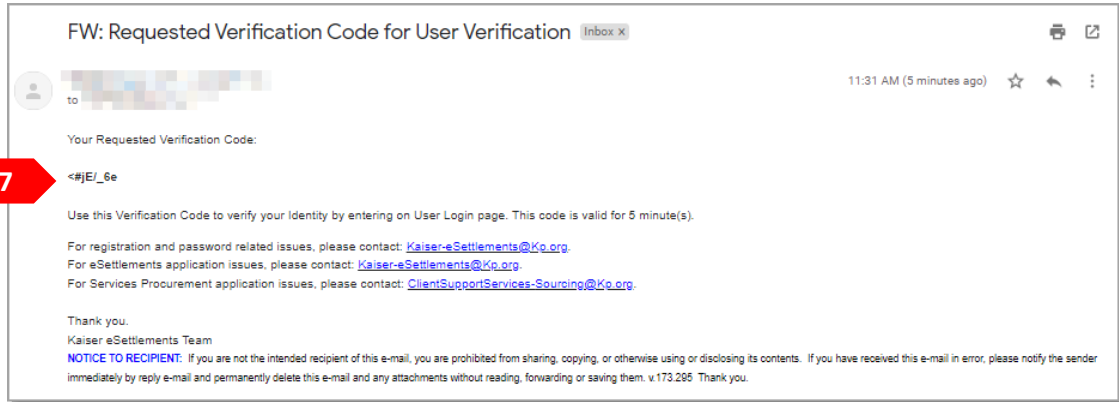 FW: Requested Verification Code for User Verification Inbox x
11:31 AM (5 minutes ago)
to
Your Requested Verification Code:
7
<#jE/_6e
Use this Verification Code to verify your Identity by entering on User Login page. This code is valid for 5 minute(s).
For registration and password related issues, please contact: Kaiser-eSettlements@Kp.org.
For eSettlements application issues, please contact: Kaiser-eSettlements@Kp.org.
For Services Procurement application issues, please contact: ClientSupportServices-Sourcing@Kp.org.
Thank you.
Kaiser eSettlements Team
NOTICE TO RECIPIENT: If you are not the intended recipient of this e-mail, you are prohibited from sharing, copying, or otherwise using or disclosing its contents. If you have received this e-mail in error, please notify the sender
immediately by reply e-mail and permanently delete this e-mail and any attachments without reading, forwarding or saving them. v.173.295 Thank you.